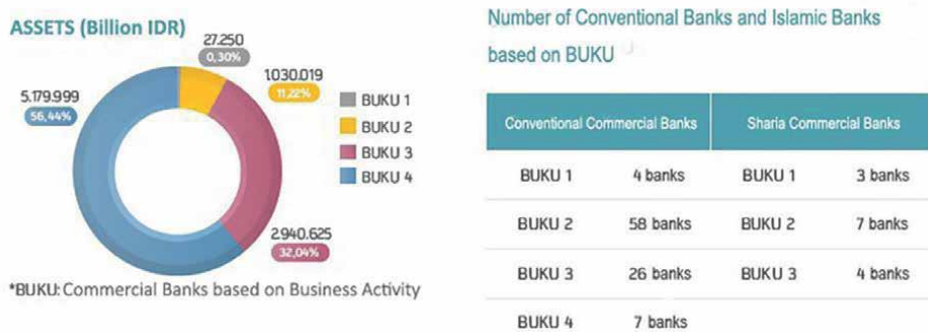 ASSETS (Billion IDR)
27.250
0,30%
1.030.019
11,22%
5.179.999
56,44%
BUKU 1
BUKU 2
BUKU 3
BUKU 4
2.940.625
32,04%
*BUKU: Commercial Banks based on Business Activity
Number of Conventional Banks and Islamic Banks
based on BUKU
Conventional Commercial Banks Sharia Commercial Banks
BUKU 1 4 banks BUKU 1 3 banks
BUKU 2 58 banks BUKU 2 7 banks
BUKU 3 26 banks BUKU 3 4 banks
BUKU 4 7 banks